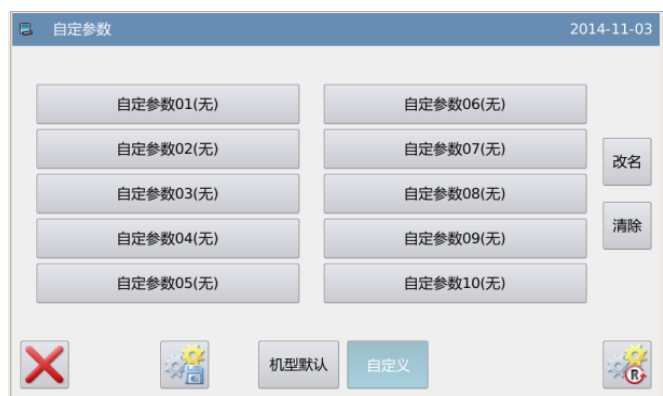 自定参数 2014-11-03
自定参数01(无) 自定参数06(无)
自定参数02(无) 自定参数07(无)
改名
自定参数03(无) 自定参数08(无)
清除
自定参数04(无) 自定参数09(无)
自定参数05(无) 自定参数10(无)
机型默认 自定义
R